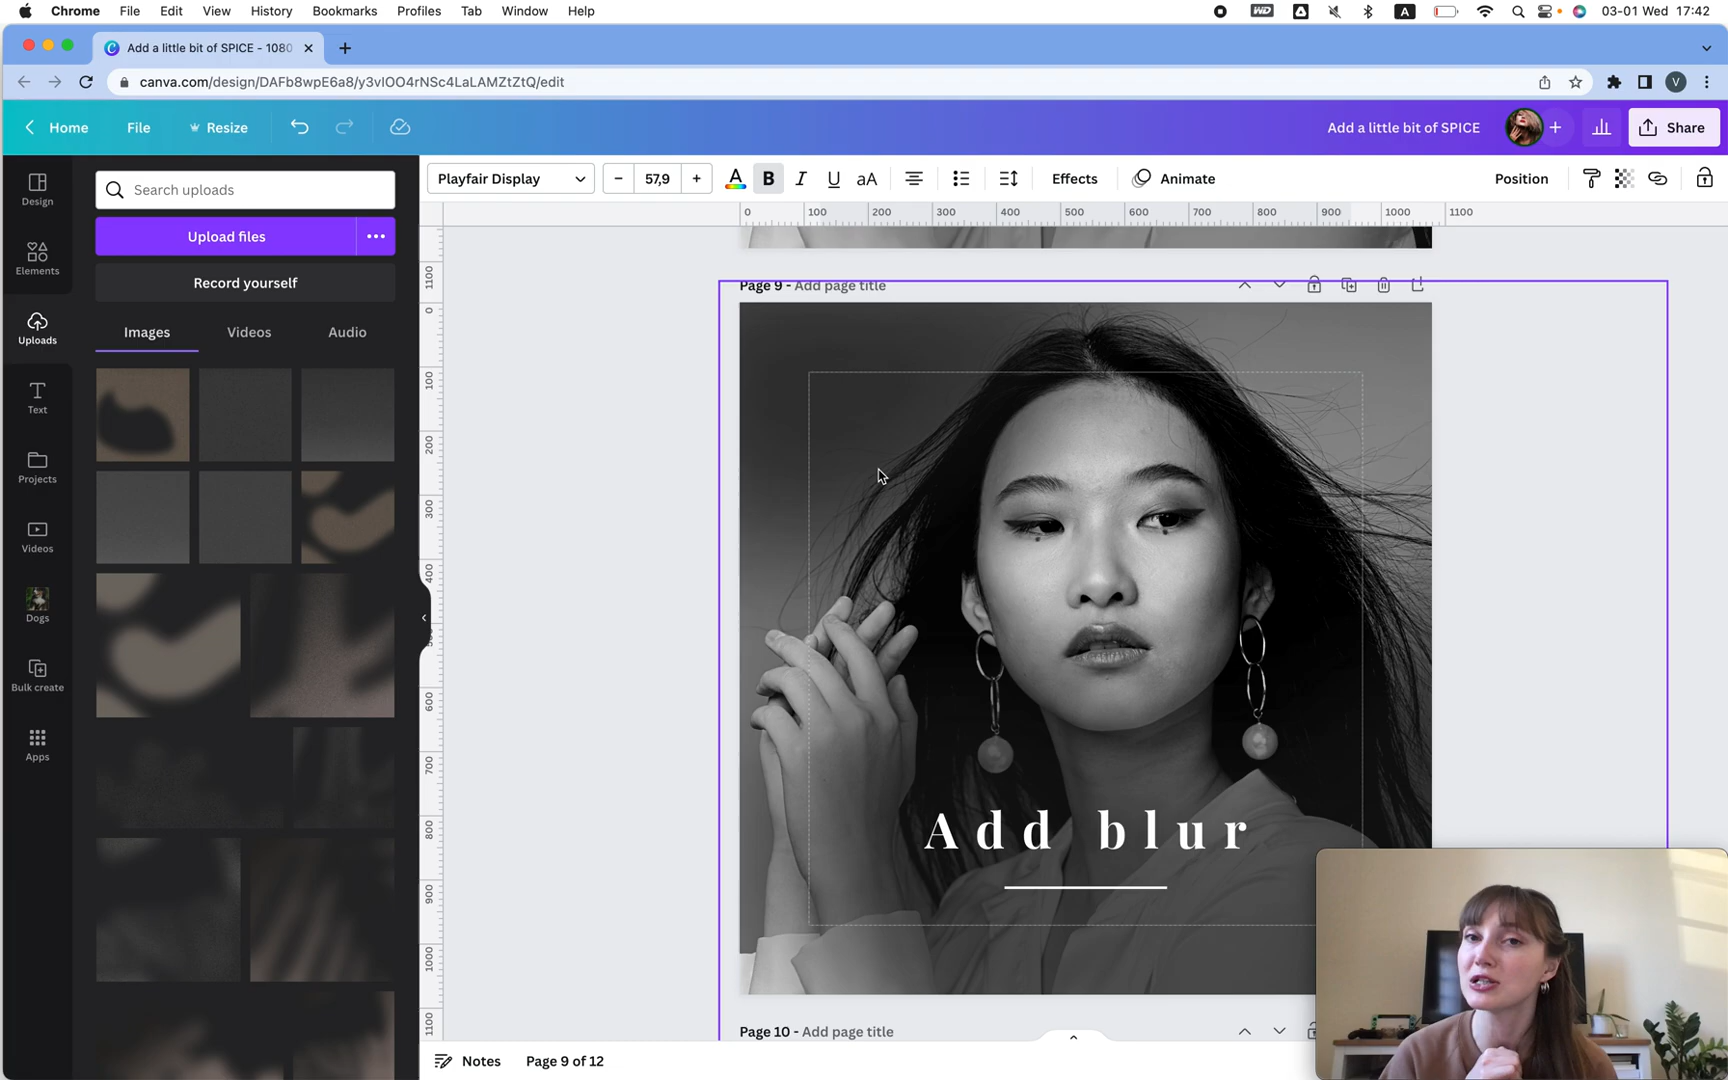 Chrome File Edit View History Bookmarks Profiles Tab Window Help
WD A 03-01 Wed 17:42
Add a little bit of SPICE - 1080
canva.com/design/DAFb8wpE6a8/y3vlOO4rNSc4LaLAMZtZtQ/edit
V
Home File Resize
Add a little bit of SPICE
Share
Playfair Display
57,9
A B I U aA
Effects Animate
Position
Design
Elements
Uploads
Text
Projects
Videos
Dogs
Bulk create
Apps
Search uploads
Upload files
Record yourself
Images Videos Audio
0 100 200 300 400 500 600 700 800 900 1000 1100
1100
0
100
200
300
400
600
700
800
900
1000
1100
Page 9 - Add page title
Add blur
Page 10 - Add page title
Notes Page 9 of 12